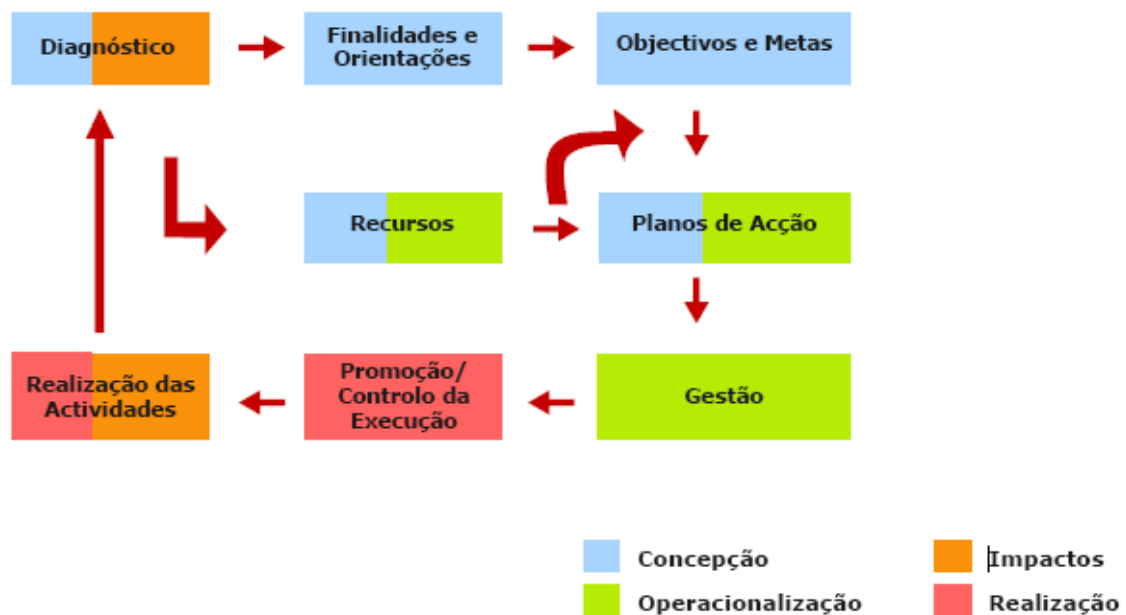 Diagnóstico
Finalidades e
Orientações
Objectivos e Metas
Recursos
Planos de Acção
Realização das
Actividades
Promoção/
Controlo da
Execução
Gestão
Concepção
Impactos
Operacionalização
Realização